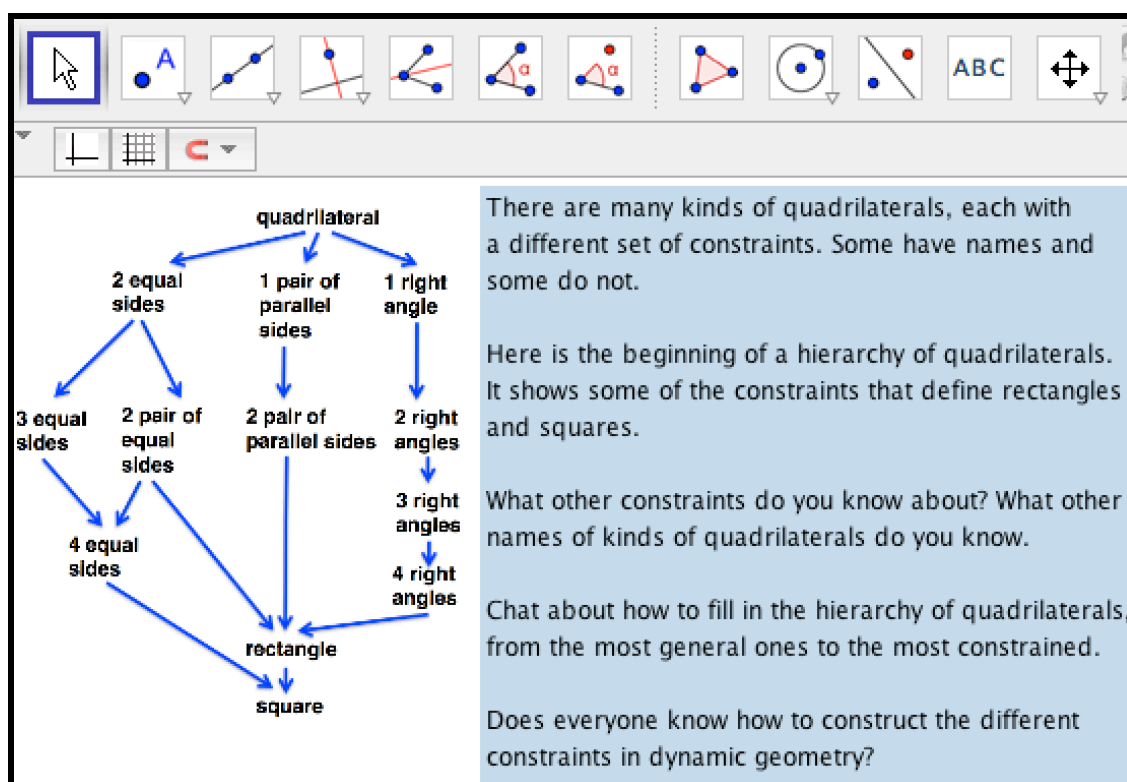 A
α
α
ABC
quadrilateral
2 equal
sides
1 pair of
parallel
sides
1 right
angle
3 equal
sides
2 pair of
equal
sides
2 pair of
parallel sides
2 right
angles
3 right
angles
4 equal
sides
4 right
angles
rectangle
square
There are many kinds of quadrilaterals, each with
a different set of constraints. Some have names and
some do not.
Here is the beginning of a hierarchy of quadrilaterals.
It shows some of the constraints that define rectangles
and squares.
What other constraints do you know about? What other
names of kinds of quadrilaterals do you know.
Chat about how to fill in the hierarchy of quadrilaterals,
from the most general ones to the most constrained.
Does everyone know how to construct the different
constraints in dynamic geometry?